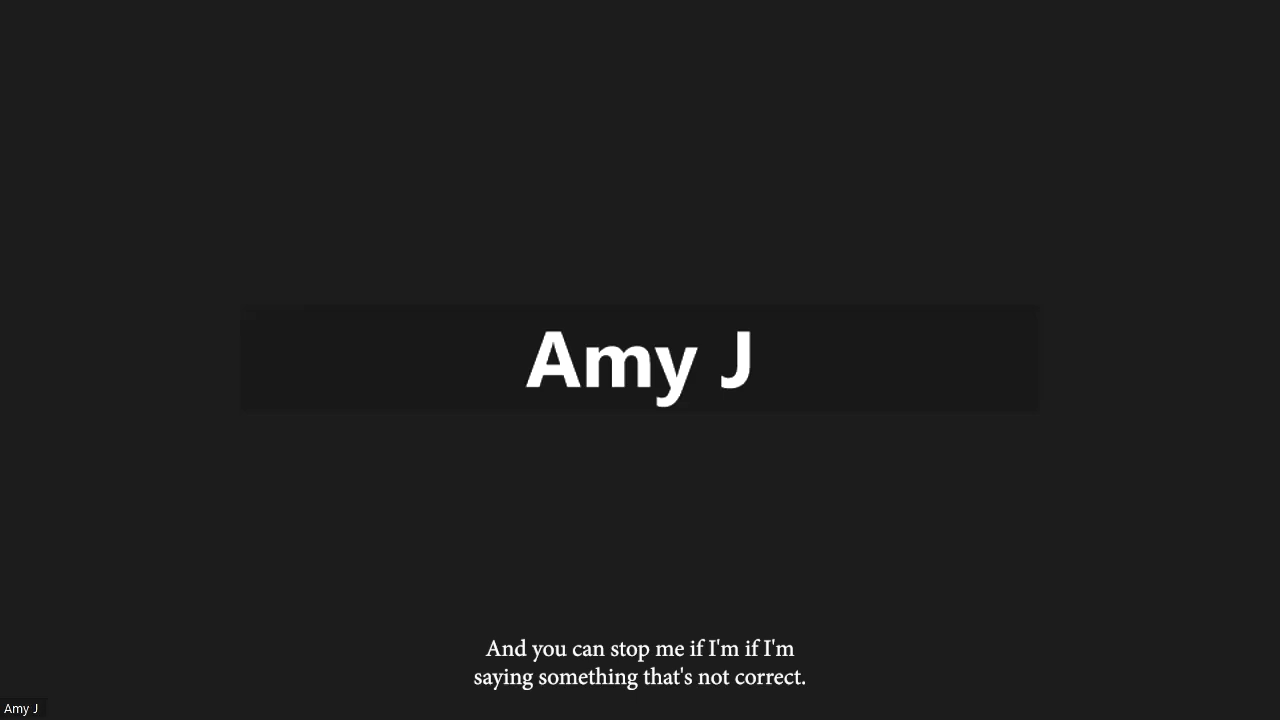 Amy J
And you can stop me if I'm if I'm
saying something that's not correct.
Amy J